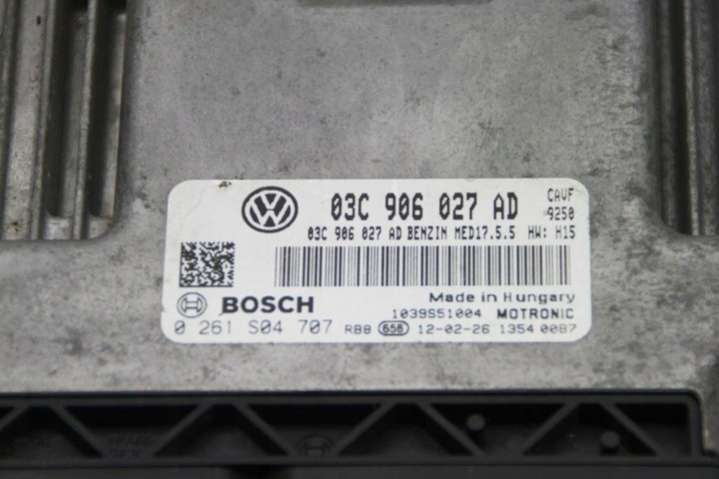 03C 906 027 AD CAVF
9250
03C 906 027 AD BENZIN MED17.5.5 HW: H15
BOSCH Made in Hungary
1039S51004 MOTRONIC
0 261 S04 707 RBB 656 12-02-26 1354 0087